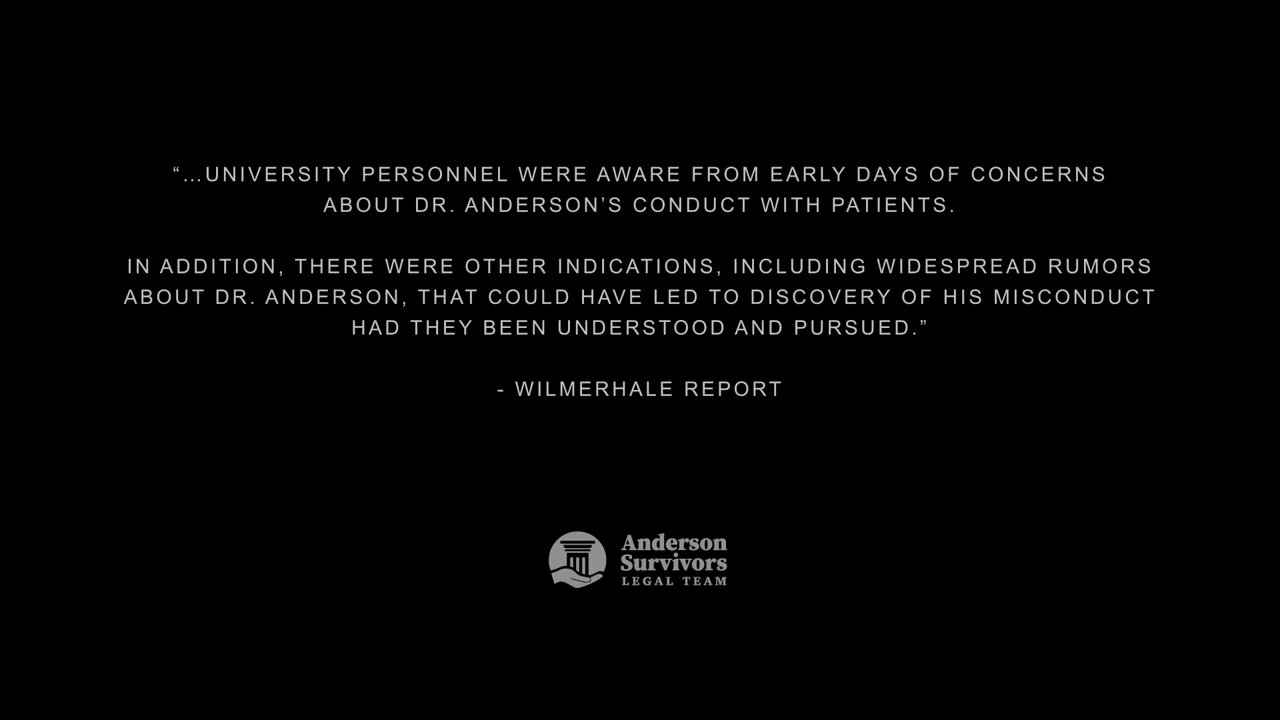 “…UNIVERSITY PERSONNEL WERE AWARE FROM EARLY DAYS OF CONCERNS
ABOUT DR. ANDERSON’S CONDUCT WITH PATIENTS.
IN ADDITION, THERE WERE OTHER INDICATIONS, INCLUDING WIDESPREAD RUMORS
ABOUT DR. ANDERSON, THAT COULD HAVE LED TO DISCOVERY OF HIS MISCONDUCT
HAD THEY BEEN UNDERSTOOD AND PURSUED.”
- WILMERHALE REPORT
Anderson
Survivors
LEGAL TEAM